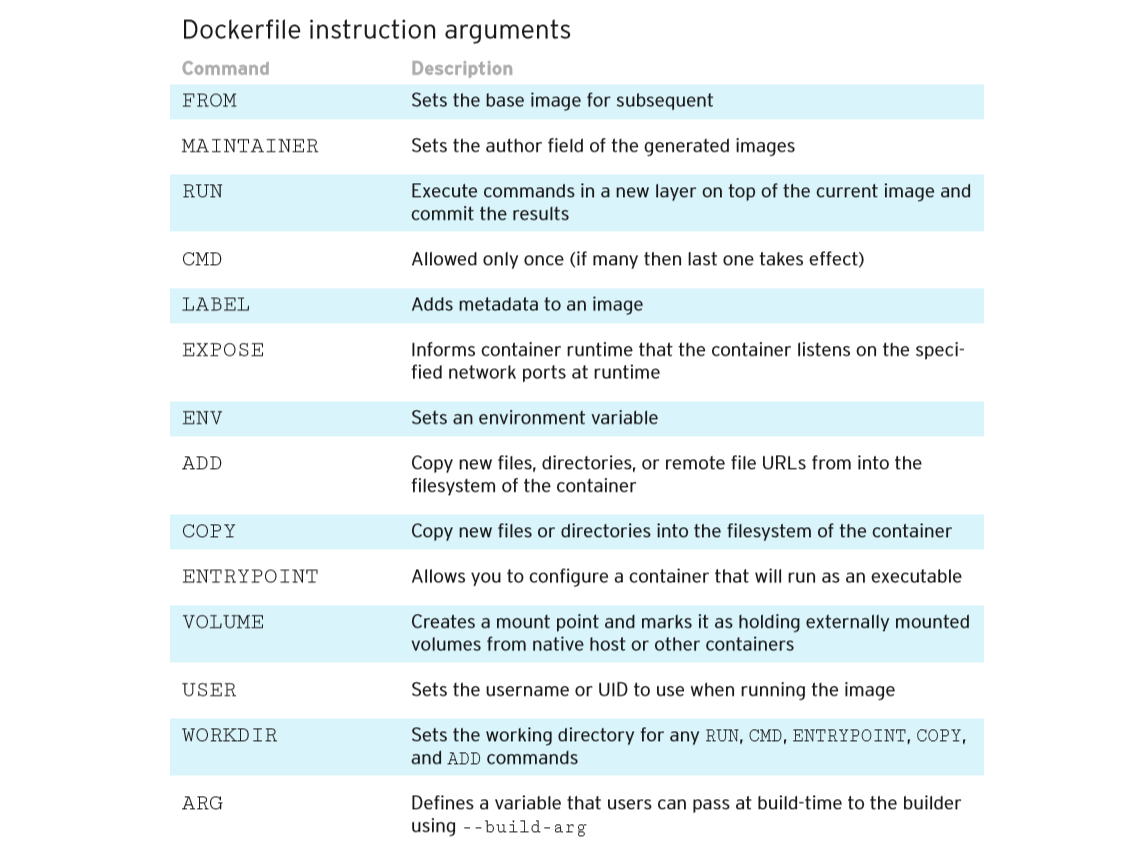 Dockerfile instruction arguments
Command Description
FROM Sets the base image for subsequent
MAINTAINER Sets the author field of the generated images
RUN Execute commands in a new layer on top of the current image and
commit the results
CMD Allowed only once (if many then last one takes effect)
LABEL Adds metadata to an image
EXPOSE Informs container runtime that the container listens on the speci-
fied network ports at runtime
ENV Sets an environment variable
ADD Copy new files, directories, or remote file URLs from into the
filesystem of the container
COPY Copy new files or directories into the filesystem of the container
ENTRYPOINT Allows you to configure a container that will run as an executable
VOLUME Creates a mount point and marks it as holding externally mounted
volumes from native host or other containers
USER Sets the username or UID to use when running the image
WORKDIR Sets the working directory for any RUN, CMD, ENTRYPOINT, COPY,
and ADD commands
ARG Defines a variable that users can pass at build-time to the builder
using --build-arg